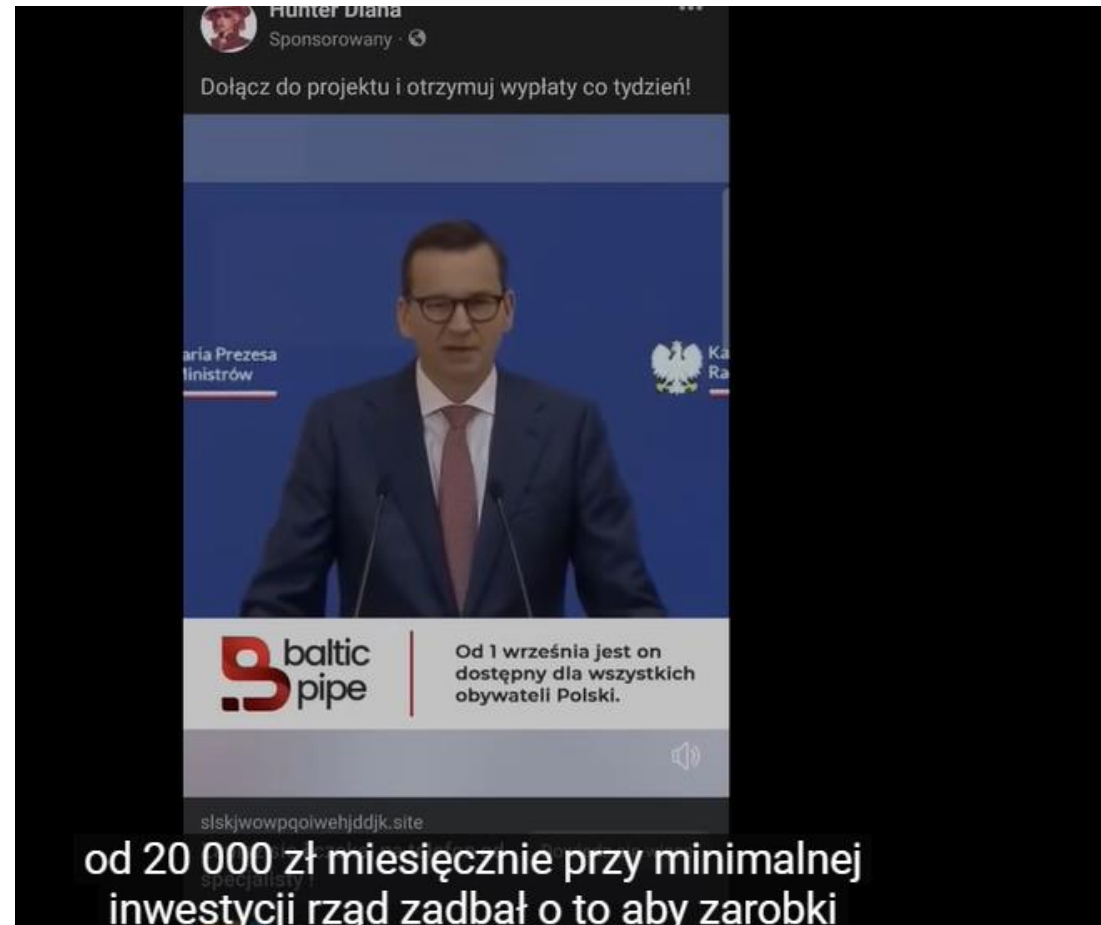 Hunter Diana
Sponsorowany
Dołącz do projektu i otrzymuj wypłaty co tydzień!
aria Prezesa
Ministrów
Ka
Ra
baltic
pipe
Od 1 września jest on
dostępny dla wszystkich
obywateli Polski.
slskjwowpqoiwehjddjk.site
specjalisty !
od 20 000 zł miesięcznie przy minimalnej
inwestycji rząd zadbał o to aby zarobki